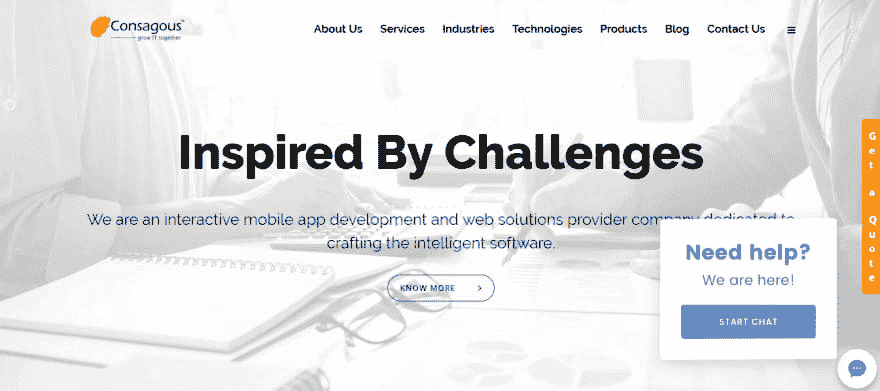 Consagous™
grow IT together
About Us Services Industries Technologies Products Blog Contact Us
Inspired By Challenges
We are an interactive mobile app development and web solutions provider company dedicated to
crafting the intelligent software.
KNOW MORE
Need help?
We are here!
START CHAT
Get a Quote